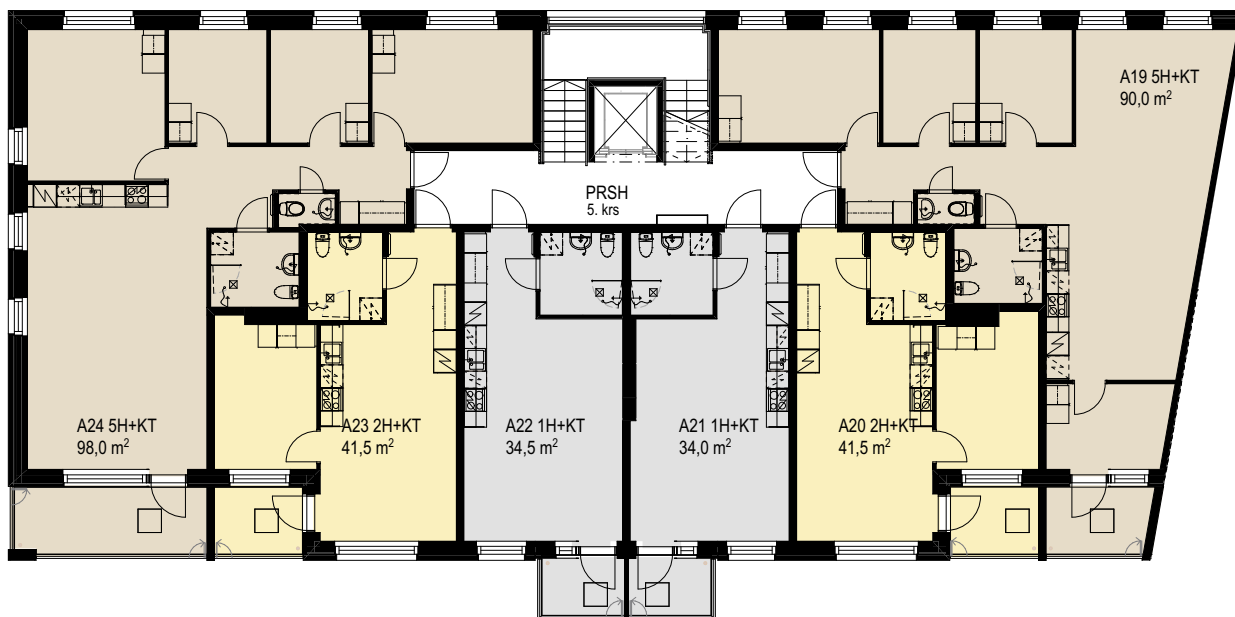 A19 5H+KT
90,0 m²
PRSH
5. krs
A24 5H+KT
98,0 m²
A23 2H+KT
41,5 m²
A22 1H+KT
34,5 m²
A21 1H+KT
34,0 m²
A20 2H+KT
41,5 m²